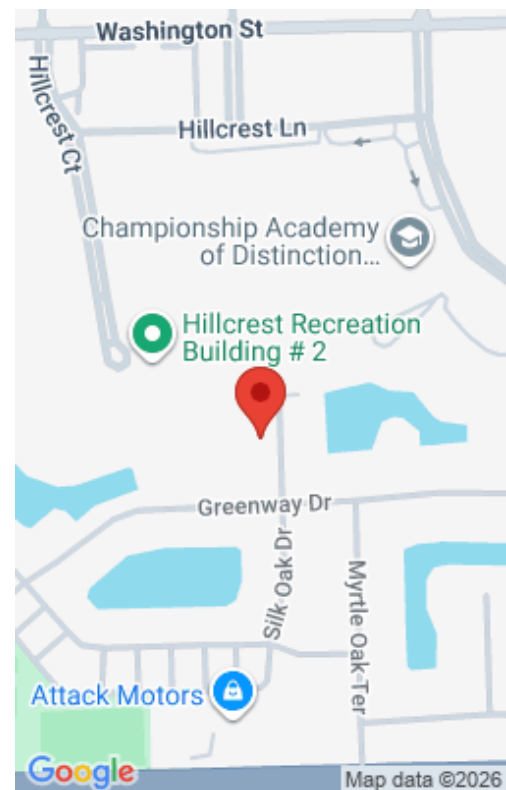 Washington St
Hillcrest Ct
Hillcrest Ln
Championship Academy
of Distinction...
Hillcrest Recreation
Building # 2
Greenway Dr
Silk Oak Dr
Myrtle Oak Ter
Attack Motors
Google
Map data ©2026